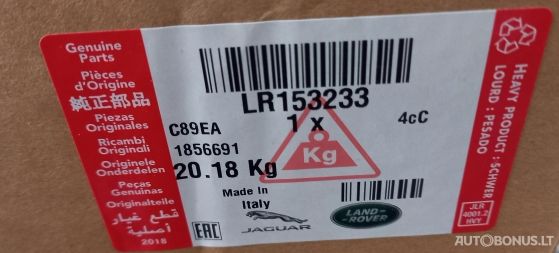 Genuine
Parts
Pièces
d'Origine
純正部品
Piezas
Originales
Ricambi
Originali
Originele
Onderdelen
Peças
Genuinas
Originalteile
قطع غيار
أصلية
2018
LR153233
1 x
4cC
C89EA
1856691
20.18 Kg
Kg
Made In
Italy
EAC
JAGUAR
LAND-
ROVER
HEAVY PRODUCT : SCHWER
LOURD : PESADO
JLR
4001.2
HVY
AUTOBONUS.LT